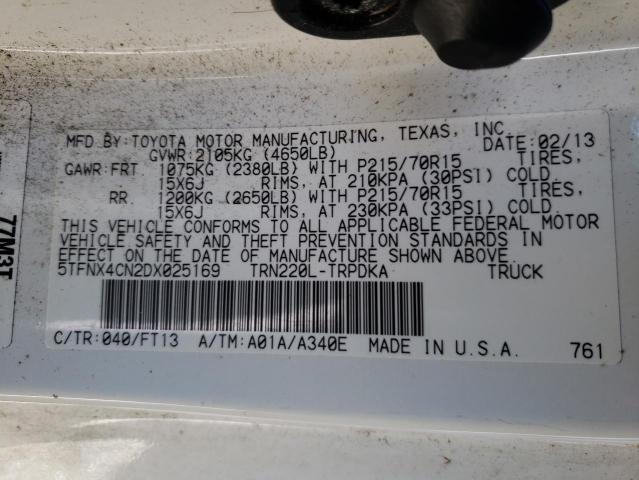 MFD BY:TOYOTA MOTOR MANUFACTURING, TEXAS, INC
GVWR:2105KG (4650LB) DATE:02/13
GAWR:FRT 1075KG (2380LB) WITH P215/70R15 TIRES,
15X6J RIMS, AT 210KPA (30PSI) COLD
RR 1200KG (2650LB) WITH P215/70R15 TIRES,
15X6J RIMS, AT 230KPA (33PSI) COLD
THIS VEHICLE CONFORMS TO ALL APPLICABLE FEDERAL MOTOR
VEHICLE SAFETY AND THEFT PREVENTION STANDARDS IN
EFFECT ON THE DATE OF MANUFACTURE SHOWN ABOVE
5TFNX4CN2DX025169 TRN220L-TRPDKA TRUCK
C/TR:040/FT13 A/TM:A01A/A340E MADE IN U.S.A. 761
77M3T